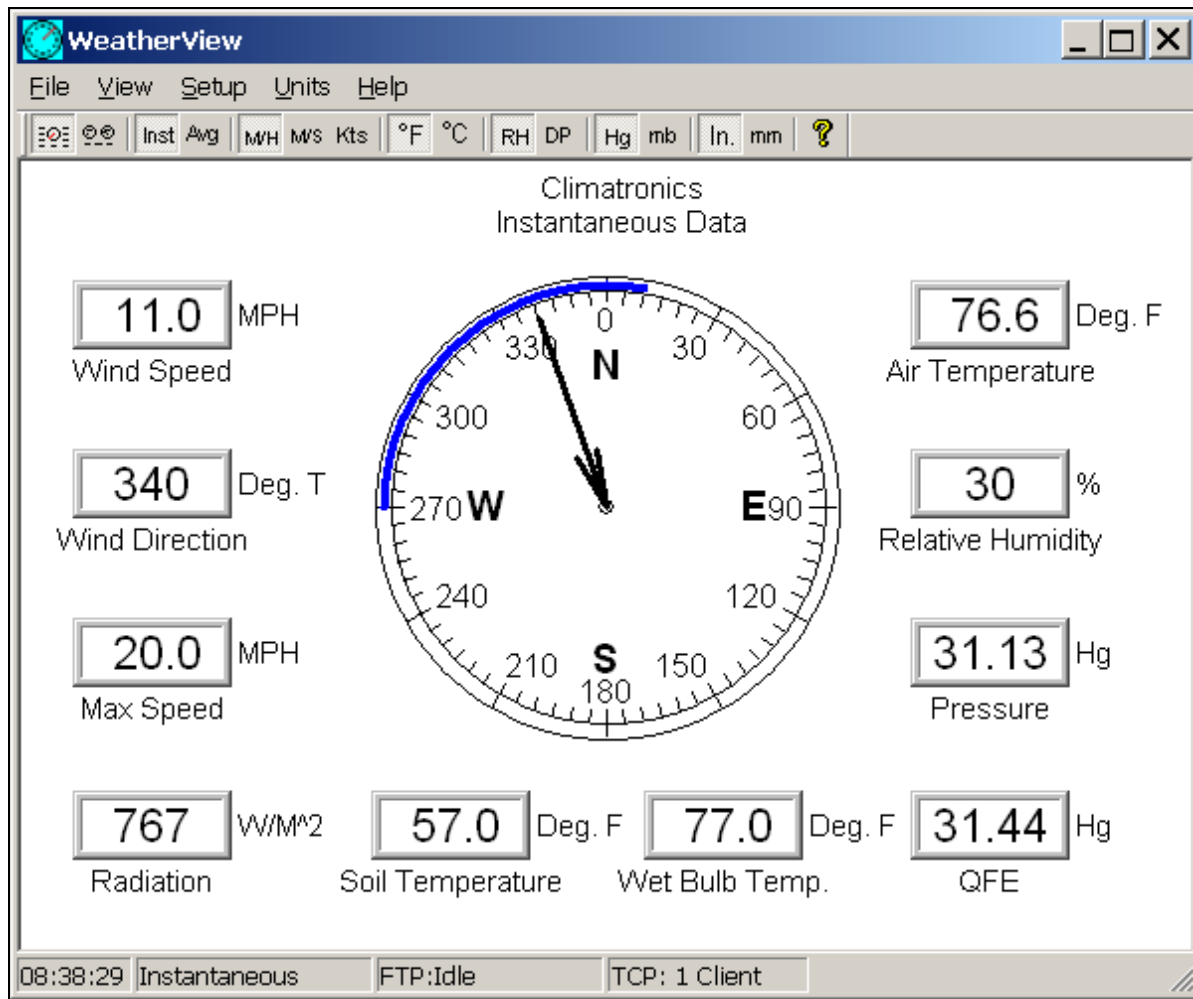 WeatherView
File View Setup Units Help
Inst Avg M/H M/S Kts °F °C RH DP Hg mb In. mm ?
Climatronics
Instantaneous Data
11.0 MPH
Wind Speed
340 Deg. T
Wind Direction
20.0 MPH
Max Speed
0
30
60
90
120
150
180
210
240
270
300
330
N
E
S
W
76.6 Deg. F
Air Temperature
30 %
Relative Humidity
31.13 Hg
Pressure
767 W/M^2
Radiation
57.0 Deg. F
Soil Temperature
77.0 Deg. F
Wet Bulb Temp.
31.44 Hg
QFE
08:38:29 Instantaneous FTP:Idle TCP: 1 Client